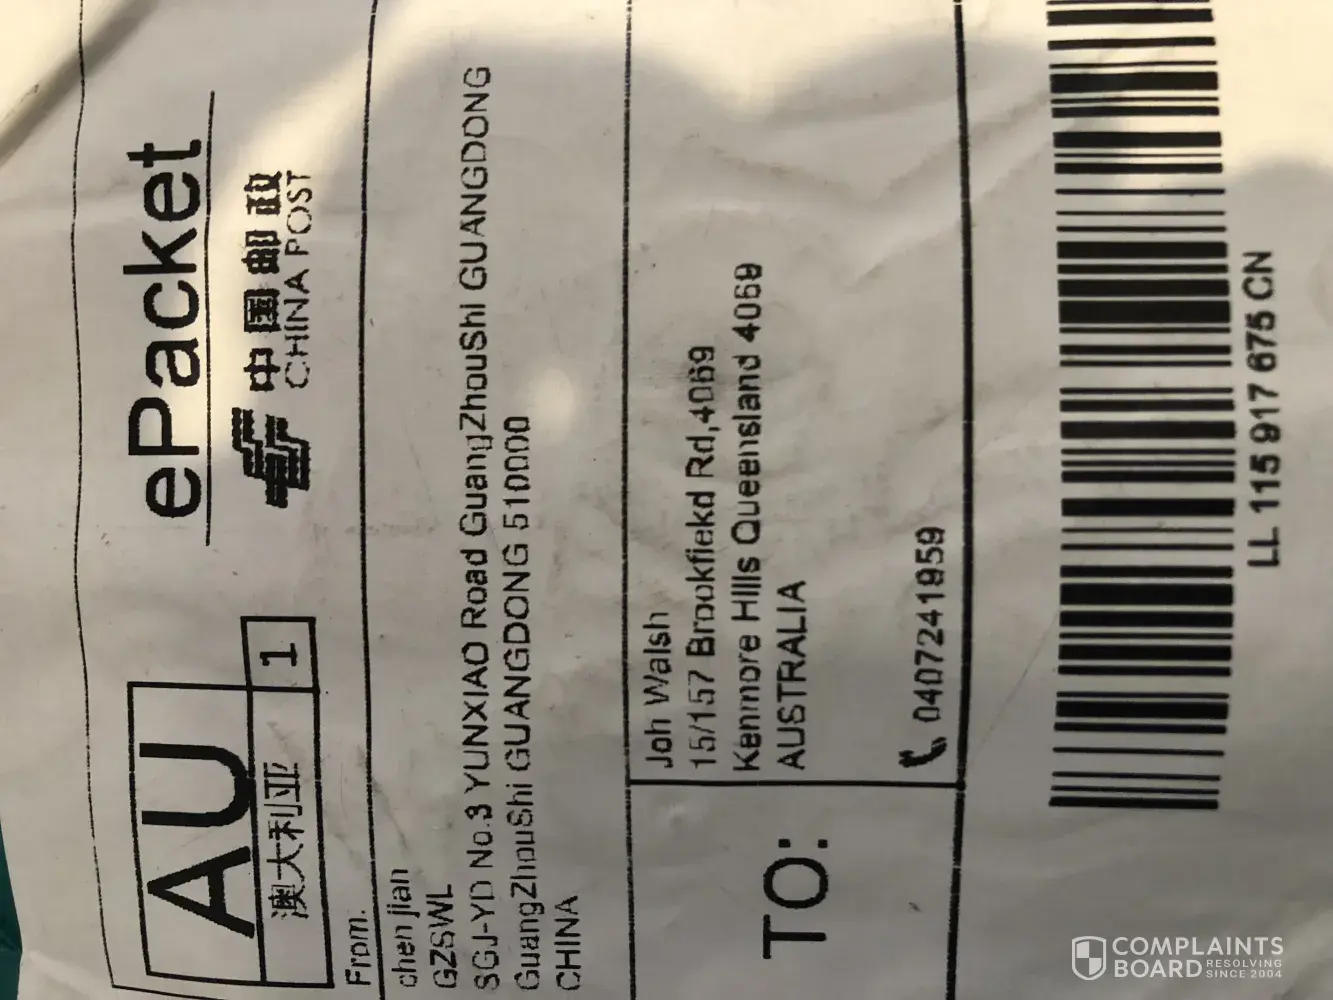 ePacket
AU
澳大利亚 1
中国邮政
CHINA POST
From:
chen jian
GZSWL
SGJ-YD No.3 YUNXIAO Road GuangZhouShi GUANGDONG
GuangZhouShi GUANGDONG 510000
CHINA
TO:
Joh Walsh
15/157 Brookfiekd Rd,4069
Kenmore Hills Queensland 4069
AUSTRALIA
0407241959
LL 115 917 675 CN
COMPLAINTS
BOARD RESOLVING
SINCE 2004